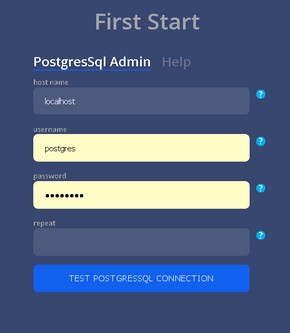 First Start
PostgresSql Admin Help
host name
localhost
?
username
postgres
?
password
••••••••
?
repeat
?
TEST POSTGRESSQL CONNECTION